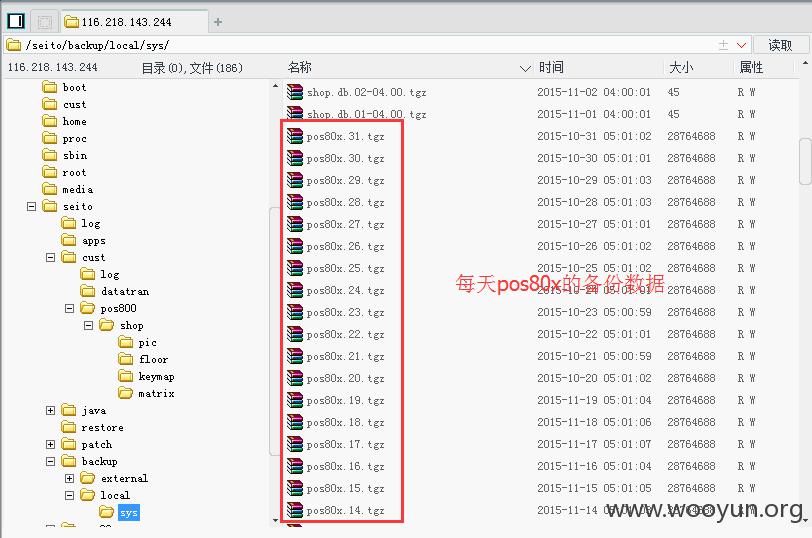 116.218.143.244
/seito/backup/local/sys/
读取
116.218.143.244
目录(0),文件(186)
名称
时间
大小
属性
boot
cust
home
proc
sbin
root
media
seito
log
apps
cust
log
datatran
pos800
shop
pic
floor
keymap
matrix
java
restore
patch
backup
external
local
sys
shop.db.02-04.00.tgz 2015-11-02 04:00:01 45 R W
shop.db.01-04.00.tgz 2015-11-01 04:00:01 45 R W
pos80x.31.tgz 2015-10-31 05:01:02 28764688 R W
pos80x.30.tgz 2015-10-30 05:01:01 28764688 R W
pos80x.29.tgz 2015-10-29 05:01:03 28764688 R W
pos80x.28.tgz 2015-10-28 05:01:03 28764688 R W
pos80x.27.tgz 2015-10-27 05:01:01 28764688 R W
pos80x.26.tgz 2015-10-26 05:01:02 28764688 R W
pos80x.25.tgz 2015-10-25 05:01:02 28764688 R W
每天pos80x的备份数据
pos80x.24.tgz 2015-10-24 28764688 R W
pos80x.23.tgz 2015-10-23 05:00:59 28764688 R W
pos80x.22.tgz 2015-10-22 05:01:01 28764688 R W
pos80x.21.tgz 2015-10-21 05:00:59 28764688 R W
pos80x.20.tgz 2015-10-20 05:01:02 28764688 R W
pos80x.19.tgz 2015-11-19 05:01:04 28764688 R W
pos80x.18.tgz 2015-11-18 05:01:06 28764688 R W
pos80x.17.tgz 2015-11-17 05:01:07 28764688 R W
pos80x.16.tgz 2015-11-16 05:01:04 28764688 R W
pos80x.15.tgz 2015-11-15 05:01:05 28764688 R W
pos80x.14.tgz 2015-11-14
www.wooyun.org